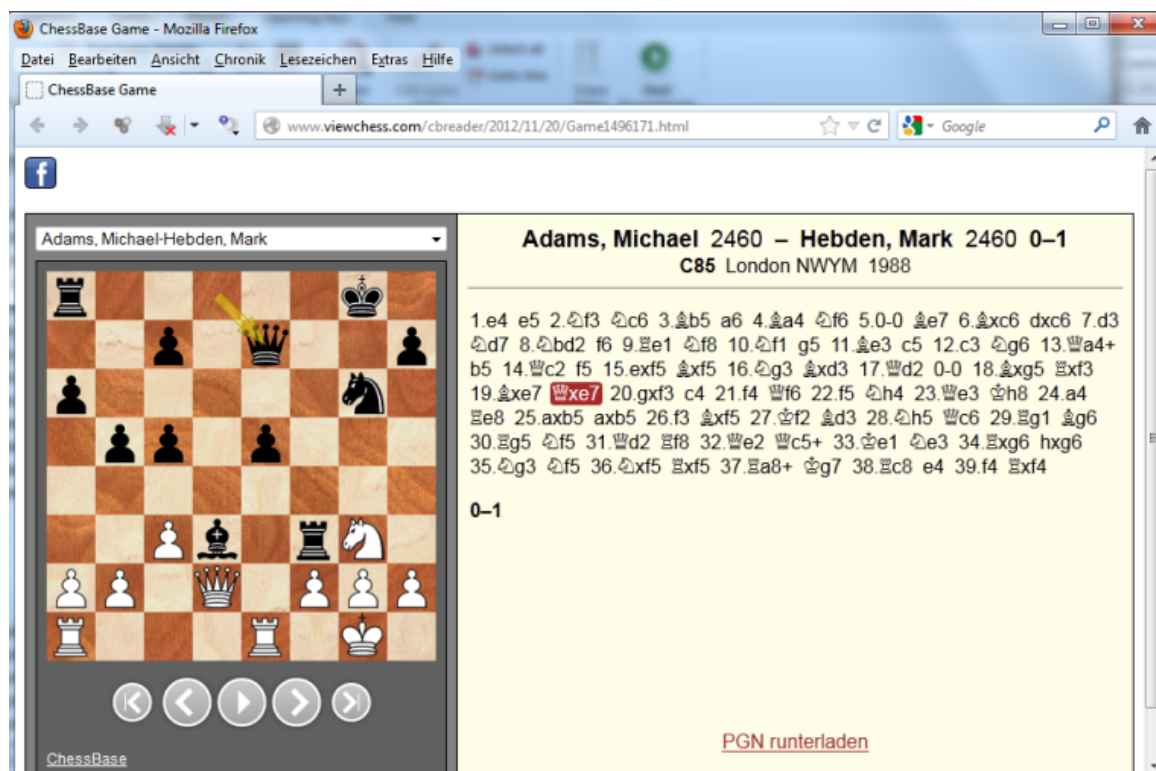 ChessBase Game - Mozilla Firefox
Datei Bearbeiten Ansicht Chronik Lesezeichen Extras Hilfe
ChessBase Game
www.viewchess.com/cbreader/2012/11/20/Game1496171.html
Google
f
Adams, Michael-Hebden, Mark
Adams, Michael 2460 – Hebden, Mark 2460 0–1
C85 London NWYM 1988
1.e4 e5 2.♘f3 ♘c6 3.♗b5 a6 4.♗a4 ♘f6 5.0-0 ♗e7 6.♗xc6 dxc6 7.d3
♘d7 8.♘bd2 f6 9.♖e1 ♘f8 10.♘f1 g5 11.♗e3 c5 12.c3 ♘g6 13.♕a4+
b5 14.♕c2 f5 15.exf5 ♗xf5 16.♘g3 ♗xd3 17.♕d2 0-0 18.♗xg5 ♖xf3
19.♗xe7 ♕xe7 20.gxf3 c4 21.f4 ♕f6 22.f5 ♘h4 23.♕e3 ♔h8 24.a4
♖e8 25.axb5 axb5 26.f3 ♗xf5 27.♔f2 ♗d3 28.♘h5 ♕c6 29.♖g1 ♗g6
30.♖g5 ♘f5 31.♕d2 ♖f8 32.♕e2 ♕c5+ 33.♔e1 ♘e3 34.♖xg6 hxg6
35.♘g3 ♘f5 36.♘xf5 ♖xf5 37.♖a8+ ♔g7 38.♖c8 e4 39.f4 ♖xf4
0–1
PGN runterladen
ChessBase